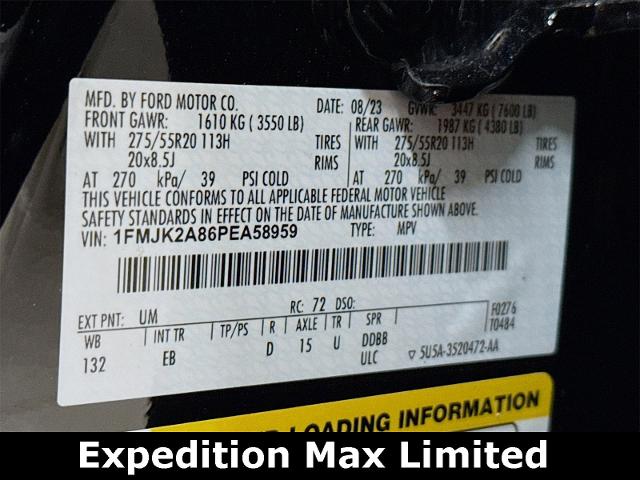 MFD. BY FORD MOTOR CO. DATE: 08/23 GVWR: 3447 KG ( 7600 LB)
FRONT GAWR: 1610 KG ( 3550 LB) REAR GAWR: 1987 KG ( 4380 LB)
WITH 275/55R20 113H TIRES WITH 275/55R20 113H TIRES
20x8.5J RIMS 20x8.5J RIMS
AT 270 kPa/ 39 PSI COLD AT 270 kPa/ 39 PSI COLD
THIS VEHICLE CONFORMS TO ALL APPLICABLE FEDERAL MOTOR VEHICLE
SAFETY STANDARDS IN EFFECT ON THE DATE OF MANUFACTURE SHOWN ABOVE.
VIN: 1FMJK2A86PEA58959 TYPE: MPV
EXT PNT: UM RC: 72 DSO: F0276
T0484
WB INT TR TP/PS R AXLE TR SPR
132 EB D 15 U DDBB
ULC 5U5A-3520472-AA
LOADING INFORMATION
Expedition Max Limited